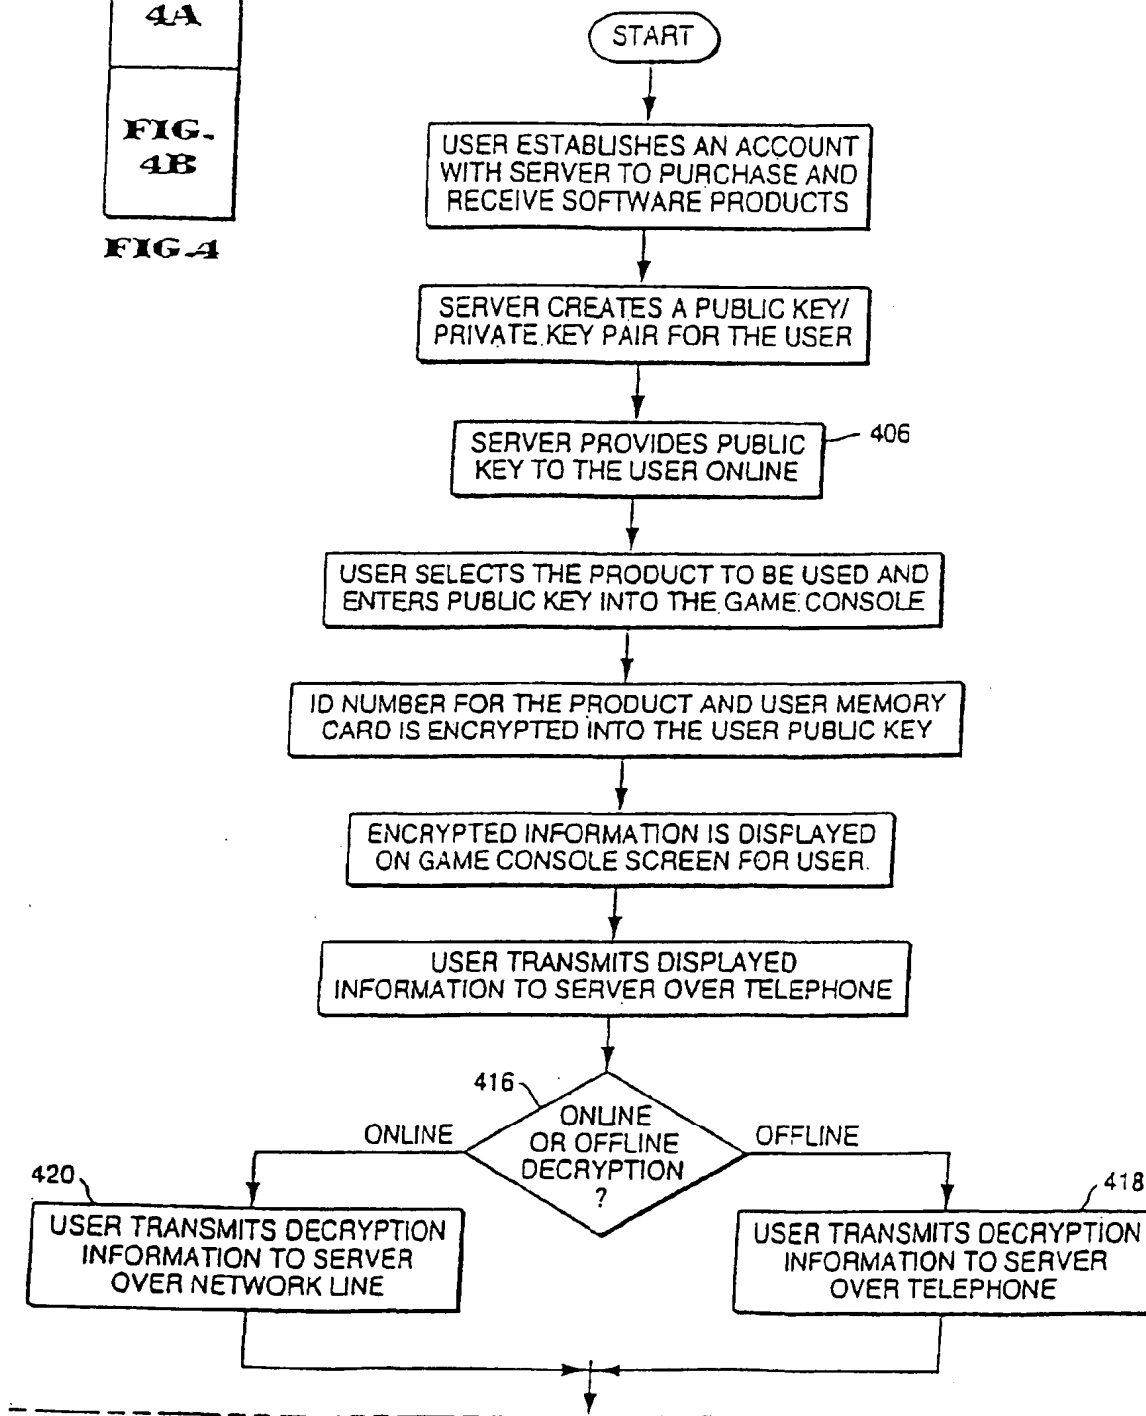 4A
FIG.
4B
FIG.4
START
USER ESTABLISHES AN ACCOUNT
WITH SERVER TO PURCHASE AND
RECEIVE SOFTWARE PRODUCTS
SERVER CREATES A PUBLIC KEY/
PRIVATE KEY PAIR FOR THE USER
406
SERVER PROVIDES PUBLIC
KEY TO THE USER ONLINE
USER SELECTS THE PRODUCT TO BE USED AND
ENTERS PUBLIC KEY INTO THE GAME CONSOLE
ID NUMBER FOR THE PRODUCT AND USER MEMORY
CARD IS ENCRYPTED INTO THE USER PUBLIC KEY
ENCRYPTED INFORMATION IS DISPLAYED
ON GAME CONSOLE SCREEN FOR USER.
USER TRANSMITS DISPLAYED
INFORMATION TO SERVER OVER TELEPHONE
416
ONLINE
OR OFFLINE
DECRYPTION
?
ONLINE
OFFLINE
420
USER TRANSMITS DECRYPTION
INFORMATION TO SERVER
OVER NETWORK LINE
418
USER TRANSMITS DECRYPTION
INFORMATION TO SERVER
OVER TELEPHONE